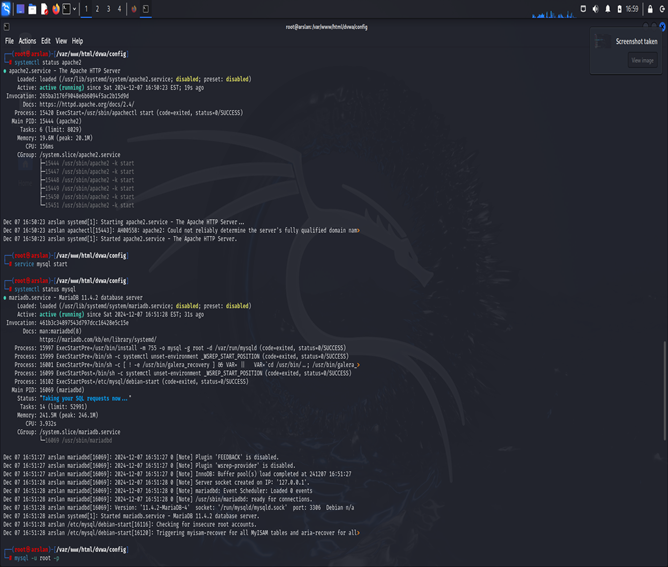 1 2 3 4
16:59
root@arslan: /var/www/html/dvwa/config
File Actions Edit View Help
Screenshot taken
View image
(root@arslan)-[/var/www/html/dvwa/config]
# systemctl status apache2
● apache2.service - The Apache HTTP Server
Loaded: loaded (/usr/lib/systemd/system/apache2.service; disabled; preset: disabled)
Active: active (running) since Sat 2024-12-07 16:50:23 EST; 19s ago
Docs: https://httpd.apache.org/docs/2.4/
Process: 15420 ExecStart=/usr/sbin/apachectl start (code=exited, status=0/SUCCESS)
Main PID: 15444 (apache2)
Tasks: 6 (limit: 8029)
Memory: 19.6M (peak: 20.1M)
CPU: 156ms
CGroup: /system.slice/apache2.service
├─15444 /usr/sbin/apache2 -k start
├─15447 /usr/sbin/apache2 -k start
├─15448 /usr/sbin/apache2 -k start
├─15449 /usr/sbin/apache2 -k start
├─15450 /usr/sbin/apache2 -k start
└─15451 /usr/sbin/apache2 -k start
Dec 07 16:50:23 arslan systemd[1]: Starting apache2.service - The Apache HTTP Server...
Dec 07 16:50:23 arslan apachectl[15443]: AH00558: apache2: Could not reliably determine the server's fully qualified domain nam>
Dec 07 16:50:23 arslan systemd[1]: Started apache2.service - The Apache HTTP Server.
(root@arslan)-[/var/www/html/dvwa/config]
# service mysql start
(root@arslan)-[/var/www/html/dvwa/config]
# systemctl status mysql
● mariadb.service - MariaDB 11.4.2 database server
Loaded: loaded (/usr/lib/systemd/system/mariadb.service; disabled; preset: disabled)
Active: active (running) since Sat 2024-12-07 16:51:28 EST; 31s ago
Docs: man:mariadbd(8)
https://mariadb.com/kb/en/library/systemd/
Process: 15997 ExecStartPre=/usr/bin/install -m 755 -o mysql -g root -d /var/run/mysqld (code=exited, status=0/SUCCESS)
Process: 15999 ExecStartPre=/bin/sh -c systemctl unset-environment _WSREP_START_POSITION (code=exited, status=0/SUCCESS)
Process: 16001 ExecStartPre=/bin/sh -c [ ! -e /usr/bin/galera_recovery ] && VAR= || VAR=`cd /usr/bin/..; /usr/bin/galera_>
Process: 16099 ExecStartPost=/bin/sh -c systemctl unset-environment _WSREP_START_POSITION (code=exited, status=0/SUCCESS)
Process: 16102 ExecStartPost=/etc/mysql/debian-start (code=exited, status=0/SUCCESS)
Main PID: 16069 (mariadbd)
Status: "Taking your SQL requests now..."
Tasks: 14 (limit: 52991)
Memory: 241.5M (peak: 246.1M)
CPU: 3.932s
CGroup: /system.slice/mariadb.service
└─16069 /usr/sbin/mariadbd
Dec 07 16:51:27 arslan mariadbd[16069]: 2024-12-07 16:51:27 0 [Note] Plugin 'FEEDBACK' is disabled.
Dec 07 16:51:27 arslan mariadbd[16069]: 2024-12-07 16:51:27 0 [Note] Plugin 'wsrep-provider' is disabled.
Dec 07 16:51:27 arslan mariadbd[16069]: 2024-12-07 16:51:27 0 [Note] InnoDB: Buffer pool(s) load completed at 241207 16:51:27
Dec 07 16:51:28 arslan mariadbd[16069]: 2024-12-07 16:51:28 0 [Note] Server socket created on IP: '127.0.0.1'.
Dec 07 16:51:28 arslan mariadbd[16069]: 2024-12-07 16:51:28 0 [Note] mariadbd: Event Scheduler: Loaded 0 events
Dec 07 16:51:28 arslan mariadbd[16069]: 2024-12-07 16:51:28 0 [Note] /usr/sbin/mariadbd: ready for connections.
Dec 07 16:51:28 arslan mariadbd[16069]: Version: '11.4.2-MariaDB-4' socket: '/run/mysqld/mysqld.sock' port: 3306 Debian n/a
Dec 07 16:51:28 arslan systemd[1]: Started mariadb.service - MariaDB 11.4.2 database server.
Dec 07 16:51:28 arslan /etc/mysql/debian-start[16116]: Checking for insecure root accounts.
Dec 07 16:51:28 arslan /etc/mysql/debian-start[16120]: Triggering myisam-recover for all MyISAM tables and aria-recover for all>
(root@arslan)-[/var/www/html/dvwa/config]
# mysql -u root -p